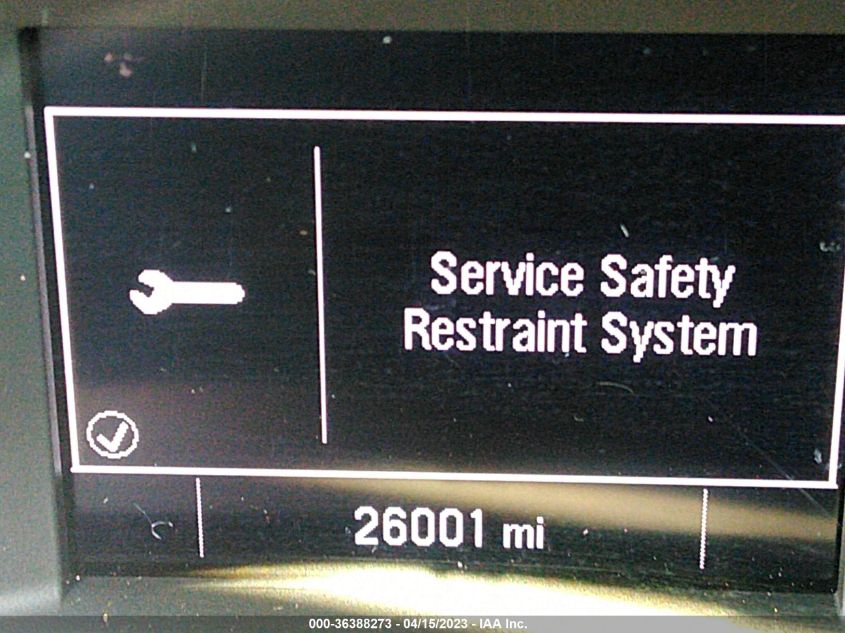 Service Safety
Restraint System
26001 mi
000-36388273 - 04/15/2023 - IAA Inc.